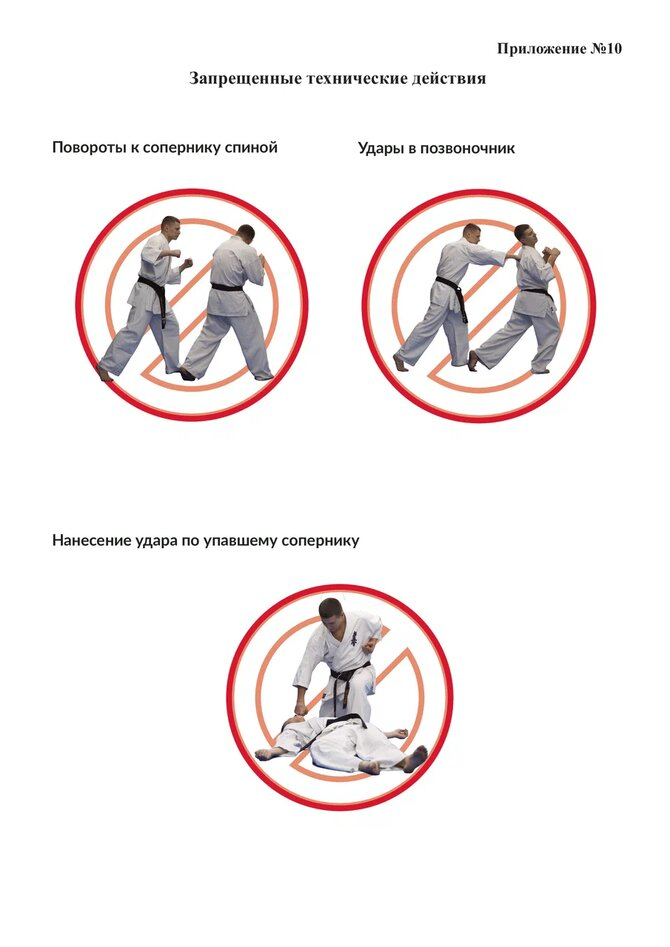 Приложение №10
Запрещенные технические действия
Повороты к сопернику спиной
Удары в позвоночник
Нанесение удара по упавшему сопернику